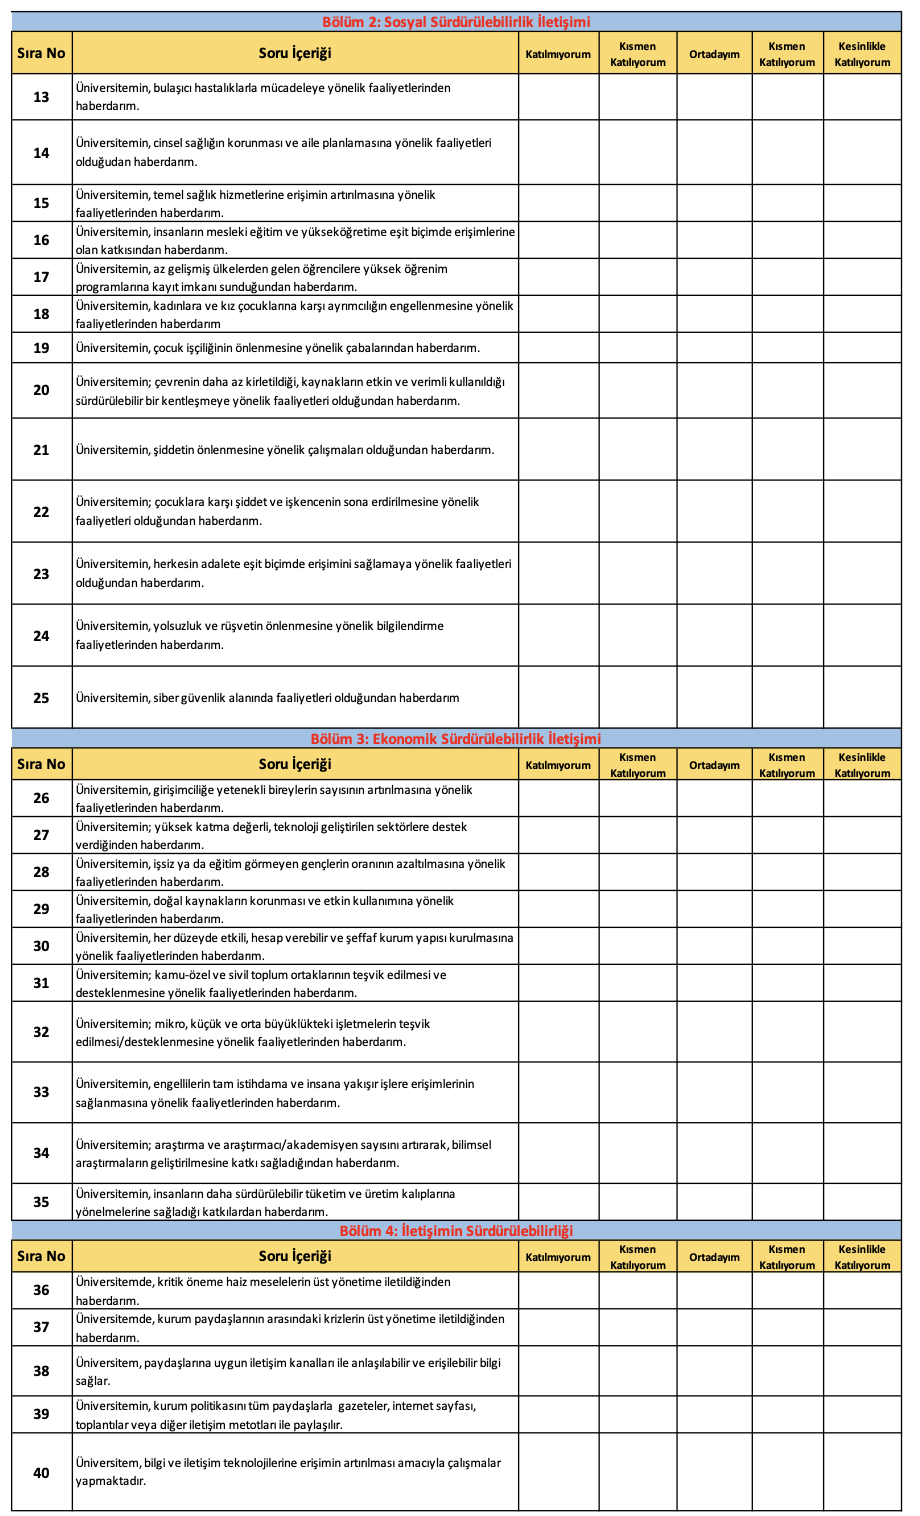 Bölüm 2: Sosyal Sürdürülebilirlik İletişimi
Sıra No Soru İçeriği Katılmıyorum Kısmen Katılıyorum Ortadayım Kısmen Katılıyorum Kesinlikle Katılıyorum
13 Üniversitemin, bulaşıcı hastalıklarla mücadeleye yönelik faaliyetlerinden
haberdarım.
14 Üniversitemin, cinsel sağlığın korunması ve aile planlamasına yönelik faaliyetleri
olduğudan haberdarım.
15 Üniversitemin, temel sağlık hizmetlerine erişimin artırılmasına yönelik
faaliyetlerinden haberdarım.
16 Üniversitemin, insanların mesleki eğitim ve yükseköğretime eşit biçimde erişimlerine
olan katkısından haberdarım.
17 Üniversitemin, az gelişmiş ülkelerden gelen öğrencilere yüksek öğrenim
programlarına kayıt imkanı sunduğundan haberdarım.
18 Üniversitemin, kadınlara ve kız çocuklarına karşı ayrımcılığın engellenmesine yönelik
faaliyetlerinden haberdarım
19 Üniversitemin, çocuk işçiliğinin önlenmesine yönelik çabalarından haberdarım.
20 Üniversitemin; çevrenin daha az kirletildiği, kaynakların etkin ve verimli kullanıldığı
sürdürülebilir bir kentleşmeye yönelik faaliyetleri olduğundan haberdarım.
21 Üniversitemin, şiddetin önlenmesine yönelik çalışmaları olduğundan haberdarım.
22 Üniversitemin; çocuklara karşı şiddet ve işkencenin sona erdirilmesine yönelik
faaliyetleri olduğundan haberdarım.
23 Üniversitemin, herkesin adalete eşit biçimde erişimini sağlamaya yönelik faaliyetleri
olduğundan haberdarım.
24 Üniversitemin, yolsuzluk ve rüşvetin önlenmesine yönelik bilgilendirme
faaliyetlerinden haberdarım.
25 Üniversitemin, siber güvenlik alanında faaliyetleri olduğundan haberdarım
Bölüm 3: Ekonomik Sürdürülebilirlik İletişimi
Sıra No Soru İçeriği Katılmıyorum Kısmen Katılıyorum Ortadayım Kısmen Katılıyorum Kesinlikle Katılıyorum
26 Üniversitemin, girişimciliğe yetenekli bireylerin sayısının artırılmasına yönelik
faaliyetlerinden haberdarım.
27 Üniversitemin; yüksek katma değerli, teknoloji geliştirilen sektörlere destek
verdiğinden haberdarım.
28 Üniversitemin, işsiz ya da eğitim görmeyen gençlerin oranının azaltılmasına yönelik
faaliyetlerinden haberdarım.
29 Üniversitemin, doğal kaynakların korunması ve etkin kullanımına yönelik
faaliyetlerinden haberdarım.
30 Üniversitemin, her düzeyde etkili, hesap verebilir ve şeffaf kurum yapısı kurulmasına
yönelik faaliyetlerinden haberdarım.
31 Üniversitemin; kamu-özel ve sivil toplum ortaklarının teşvik edilmesi ve
desteklenmesine yönelik faaliyetlerinden haberdarım.
32 Üniversitemin; mikro, küçük ve orta büyüklükteki işletmelerin teşvik
edilmesi/desteklenmesine yönelik faaliyetlerinden haberdarım.
33 Üniversitemin, engellilerin tam istihdama ve insana yakışır işlere erişimlerinin
sağlanmasına yönelik faaliyetlerinden haberdarım.
34 Üniversitemin; araştırma ve araştırmacı/akademisyen sayısını artırarak, bilimsel
araştırmaların geliştirilmesine katkı sağladığından haberdarım.
35 Üniversitemin, insanların daha sürdürülebilir tüketim ve üretim kalıplarına
yönelmelerine sağladığı katkılardan haberdarım.
Bölüm 4: İletişimin Sürdürülebilirliği
Sıra No Soru İçeriği Katılmıyorum Kısmen Katılıyorum Ortadayım Kısmen Katılıyorum Kesinlikle Katılıyorum
36 Üniversitemde, kritik öneme haiz meselelerin üst yönetime iletildiğinden
haberdarım.
37 Üniversitemde, kurum paydaşlarının arasındaki krizlerin üst yönetime iletildiğinden
haberdarım.
38 Üniversitem, paydaşlarına uygun iletişim kanalları ile anlaşılabilir ve erişilebilir bilgi
sağlar.
39 Üniversitemin, kurum politikasını tüm paydaşlarla gazeteler, internet sayfası,
toplantılar veya diğer iletişim metotları ile paylaşılır.
40 Üniversitem, bilgi ve iletişim teknolojilerine erişimin artırılması amacıyla çalışmalar
yapmaktadır.